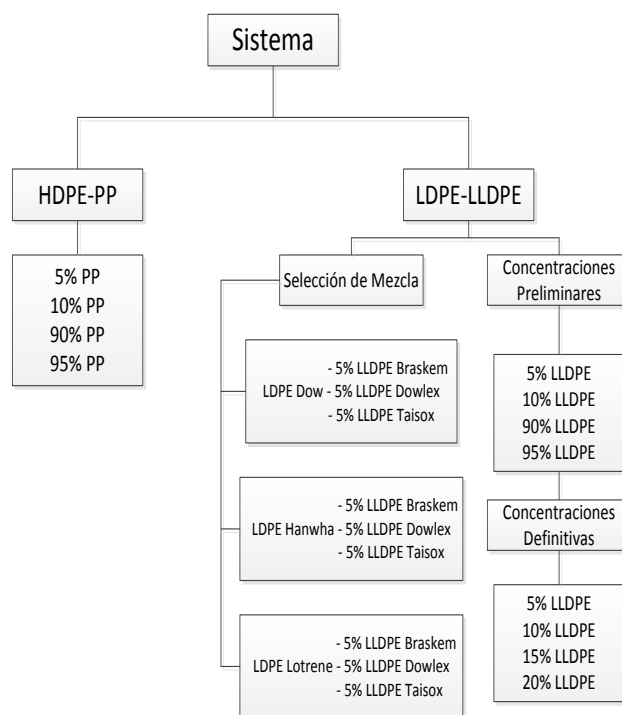 Sistema
HDPE-PP
5% PP
10% PP
90% PP
95% PP
LDPE-LLDPE
Selección de Mezcla
- 5% LLDPE Braskem
LDPE Dow - 5% LLDPE Dowlex
- 5% LLDPE Taisox
- 5% LLDPE Braskem
LDPE Hanwha - 5% LLDPE Dowlex
- 5% LLDPE Taisox
- 5% LLDPE Braskem
LDPE Lotrene - 5% LLDPE Dowlex
- 5% LLDPE Taisox
Concentraciones
Preliminares
5% LLDPE
10% LLDPE
90% LLDPE
95% LLDPE
Concentraciones
Definitivas
5% LLDPE
10% LLDPE
15% LLDPE
20% LLDPE